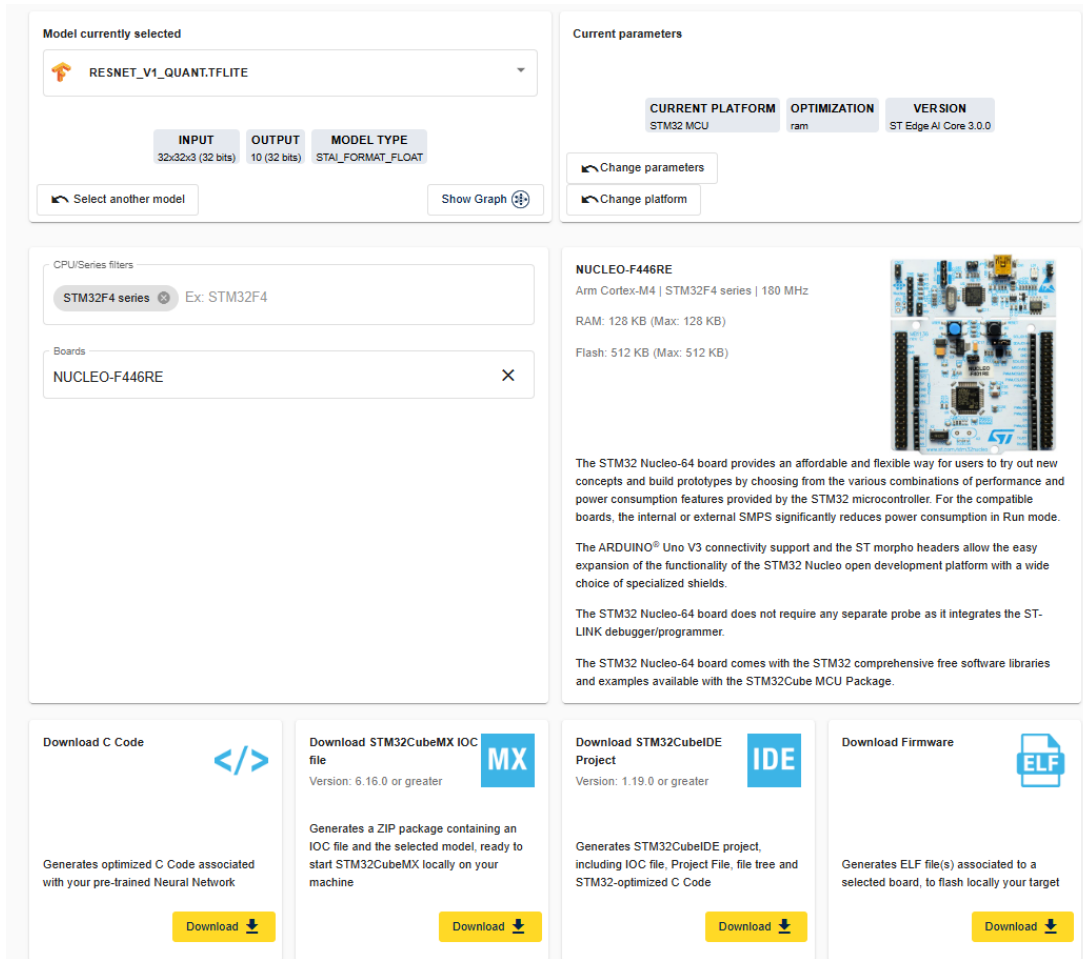 Model currently selected
RESNET_V1_QUANT.TFLITE
INPUT
32x32x3 (32 bits)
OUTPUT
10 (32 bits)
MODEL TYPE
STAI_FORMAT_FLOAT
Select another model
Show Graph
Current parameters
CURRENT PLATFORM
STM32 MCU
OPTIMIZATION
ram
VERSION
ST Edge AI Core 3.0.0
Change parameters
Change platform
CPU/Series filters
STM32F4 series
Ex: STM32F4
Boards
NUCLEO-F446RE
NUCLEO-F446RE
Arm Cortex-M4 | STM32F4 series | 180 MHz
RAM: 128 KB (Max: 128 KB)
Flash: 512 KB (Max: 512 KB)
The STM32 Nucleo-64 board provides an affordable and flexible way for users to try out new
concepts and build prototypes by choosing from the various combinations of performance and
power consumption features provided by the STM32 microcontroller. For the compatible
boards, the internal or external SMPS significantly reduces power consumption in Run mode.
The ARDUINO® Uno V3 connectivity support and the ST morpho headers allow the easy
expansion of the functionality of the STM32 Nucleo open development platform with a wide
choice of specialized shields.
The STM32 Nucleo-64 board does not require any separate probe as it integrates the ST-
LINK debugger/programmer.
The STM32 Nucleo-64 board comes with the STM32 comprehensive free software libraries
and examples available with the STM32Cube MCU Package.
Download C Code
</>
Generates optimized C Code associated
with your pre-trained Neural Network
Download
Download STM32CubeMX IOC
file
MX
Version: 6.16.0 or greater
Generates a ZIP package containing an
IOC file and the selected model, ready to
start STM32CubeMX locally on your
machine
Download
Download STM32CubeIDE
Project
IDE
Version: 1.19.0 or greater
Generates STM32CubeIDE project,
including IOC file, Project File, file tree and
STM32-optimized C Code
Download
Download Firmware
ELF
Generates ELF file(s) associated to a
selected board, to flash locally your target
Download